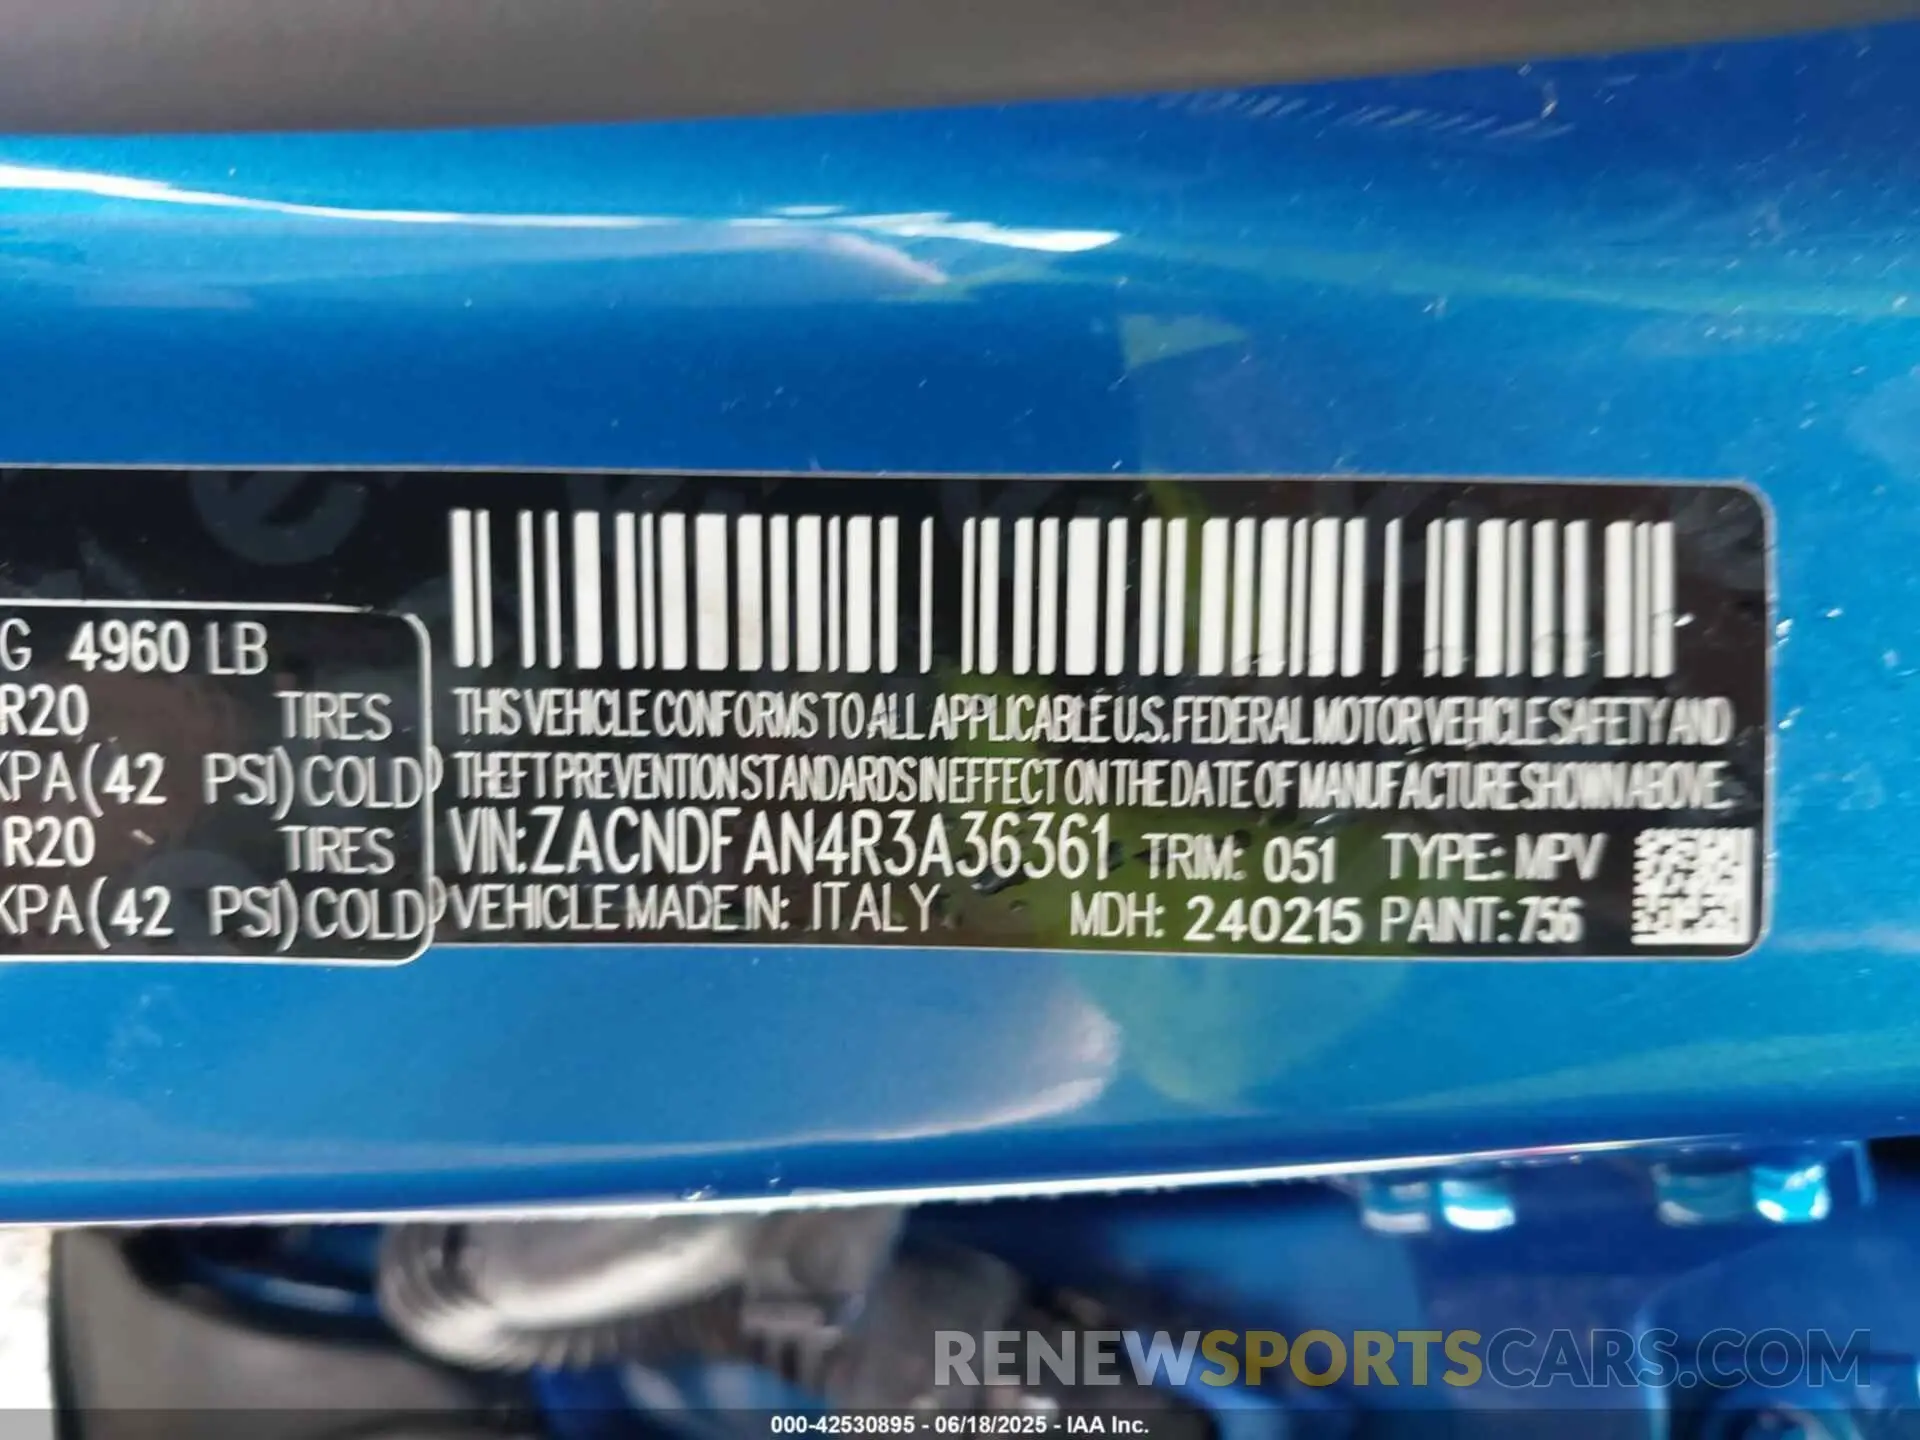 G 4960 LB
R20 TIRES
KPA(42 PSI)COLD
R20 TIRES
KPA(42 PSI)COLD
THIS VEHICLE CONFORMS TO ALL APPLICABLE U.S. FEDERAL MOTOR VEHICLE SAFETY AND
THEFT PREVENTION STANDARDS IN EFFECT ON THE DATE OF MANUFACTURE SHOWN ABOVE.
VIN:ZACNDFAN4R3A36361 TRIM: 051 TYPE: MPV
VEHICLE MADE IN: ITALY MDH: 240215 PAINT: 756
RENEWSPORTSCARS.COM
000-42530895 - 06/18/2025 - IAA Inc.